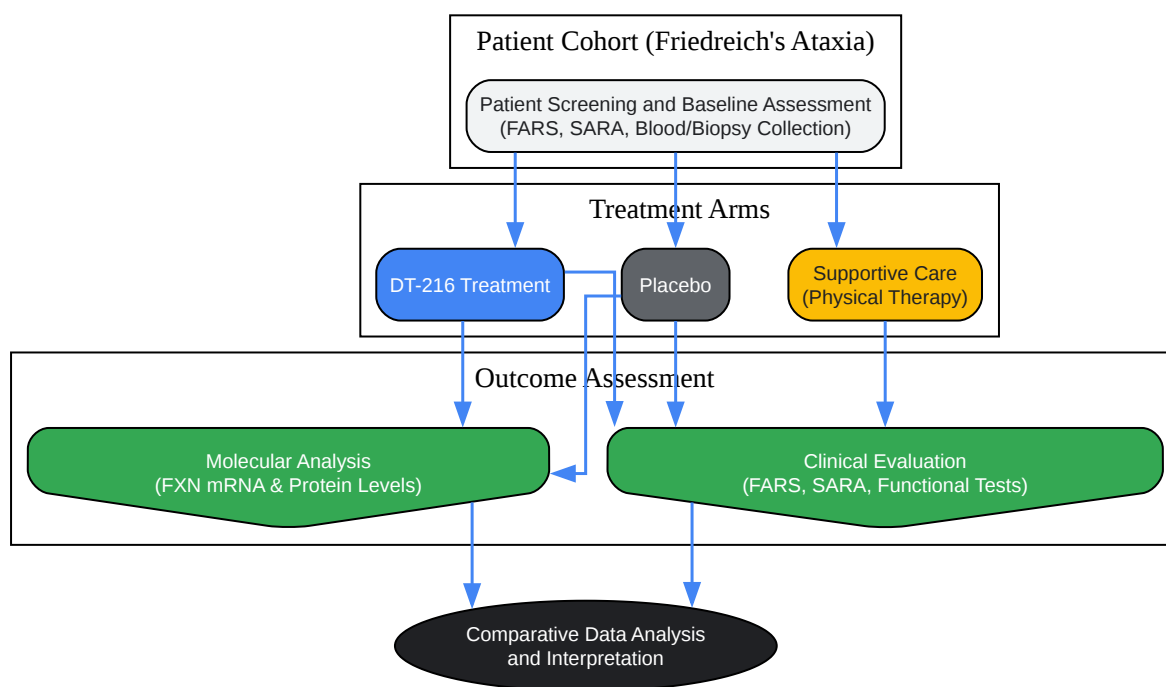 Patient Cohort (Friedreich's Ataxia)
Patient Screening and Baseline Assessment
(FARS, SARA, Blood/Biopsy Collection)
Treatment Arms
DT-216 Treatment
Placebo
Supportive Care
(Physical Therapy)
Outcome Assessment
Molecular Analysis
(FXN mRNA & Protein Levels)
Clinical Evaluation
(FARS, SARA, Functional Tests)
Comparative Data Analysis
and Interpretation